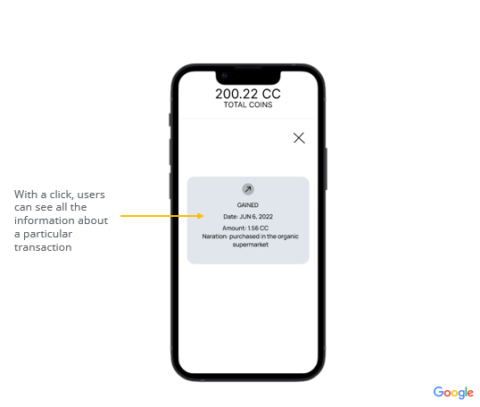 200.22 CC
TOTAL COINS
With a click, users
can see all the
information about
a particular
transaction
GAINED
Date: JUN 6, 2022
Amount: 1.56 CC
Naration: purchased in the organic
supermarket
Google